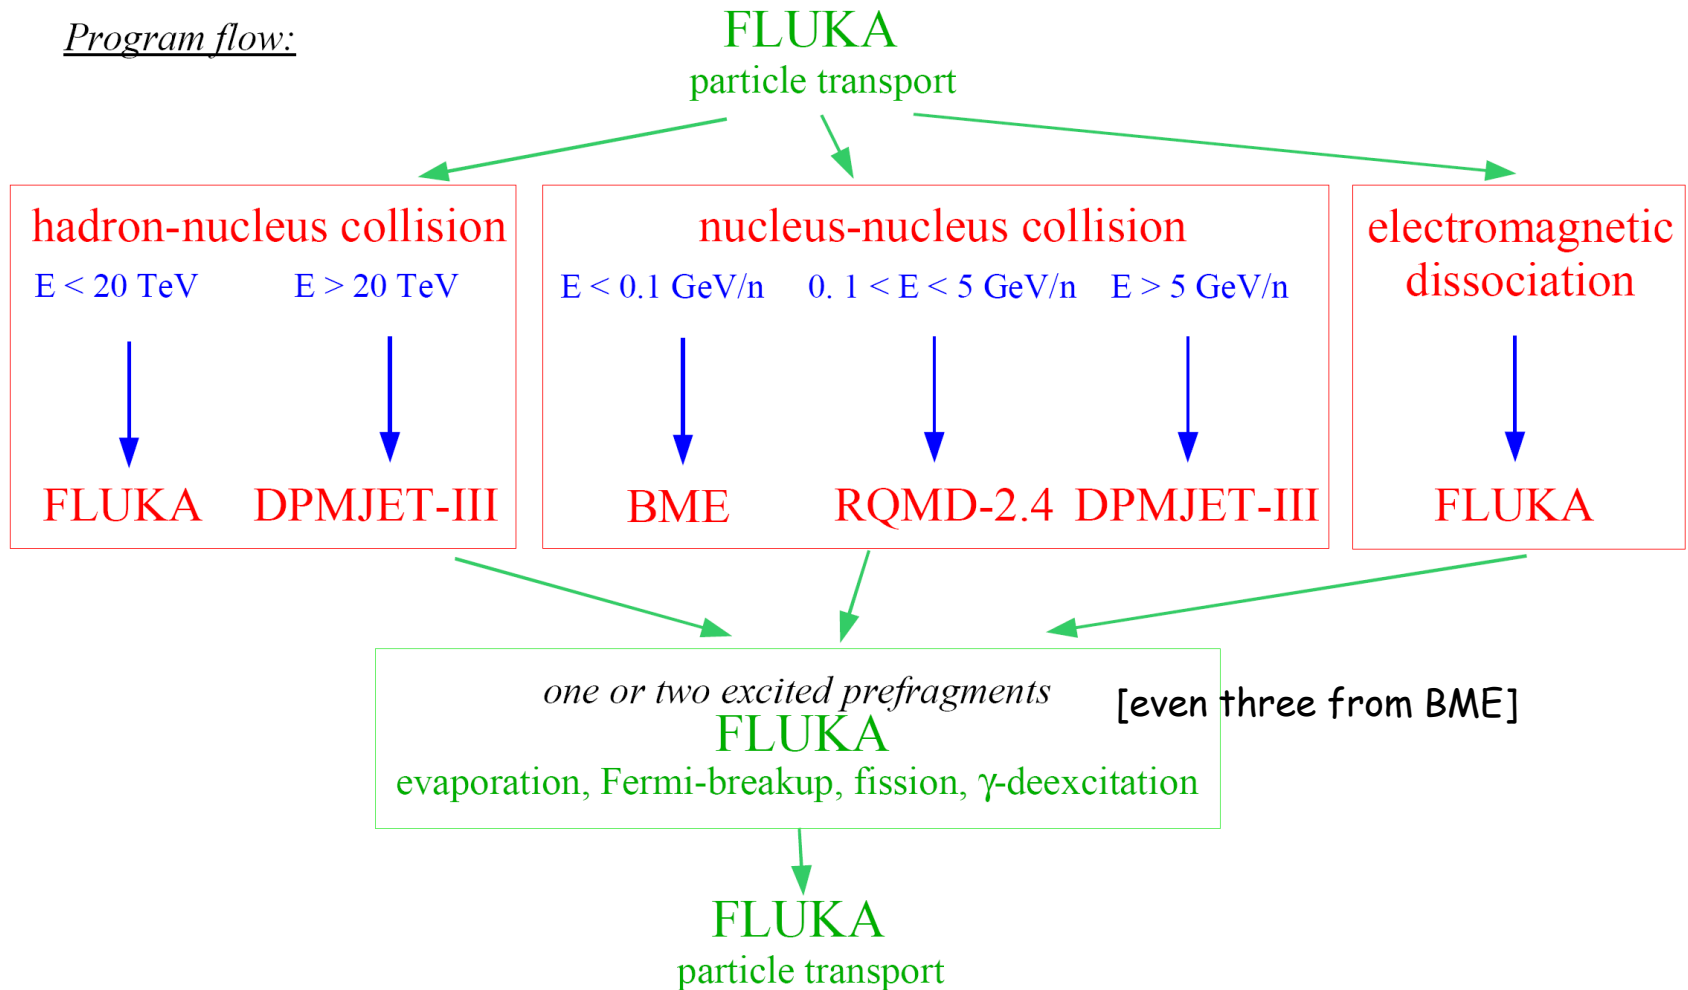 Program flow:
FLUKA
particle transport
hadron-nucleus collision
E < 20 TeV
E > 20 TeV
FLUKA
DPMJET-III
nucleus-nucleus collision
E < 0.1 GeV/n
0. 1 < E < 5 GeV/n
E > 5 GeV/n
BME
RQMD-2.4
DPMJET-III
electromagnetic
dissociation
FLUKA
one or two excited prefragments
[even three from BME]
FLUKA
evaporation, Fermi-breakup, fission, γ-deexcitation
FLUKA
particle transport